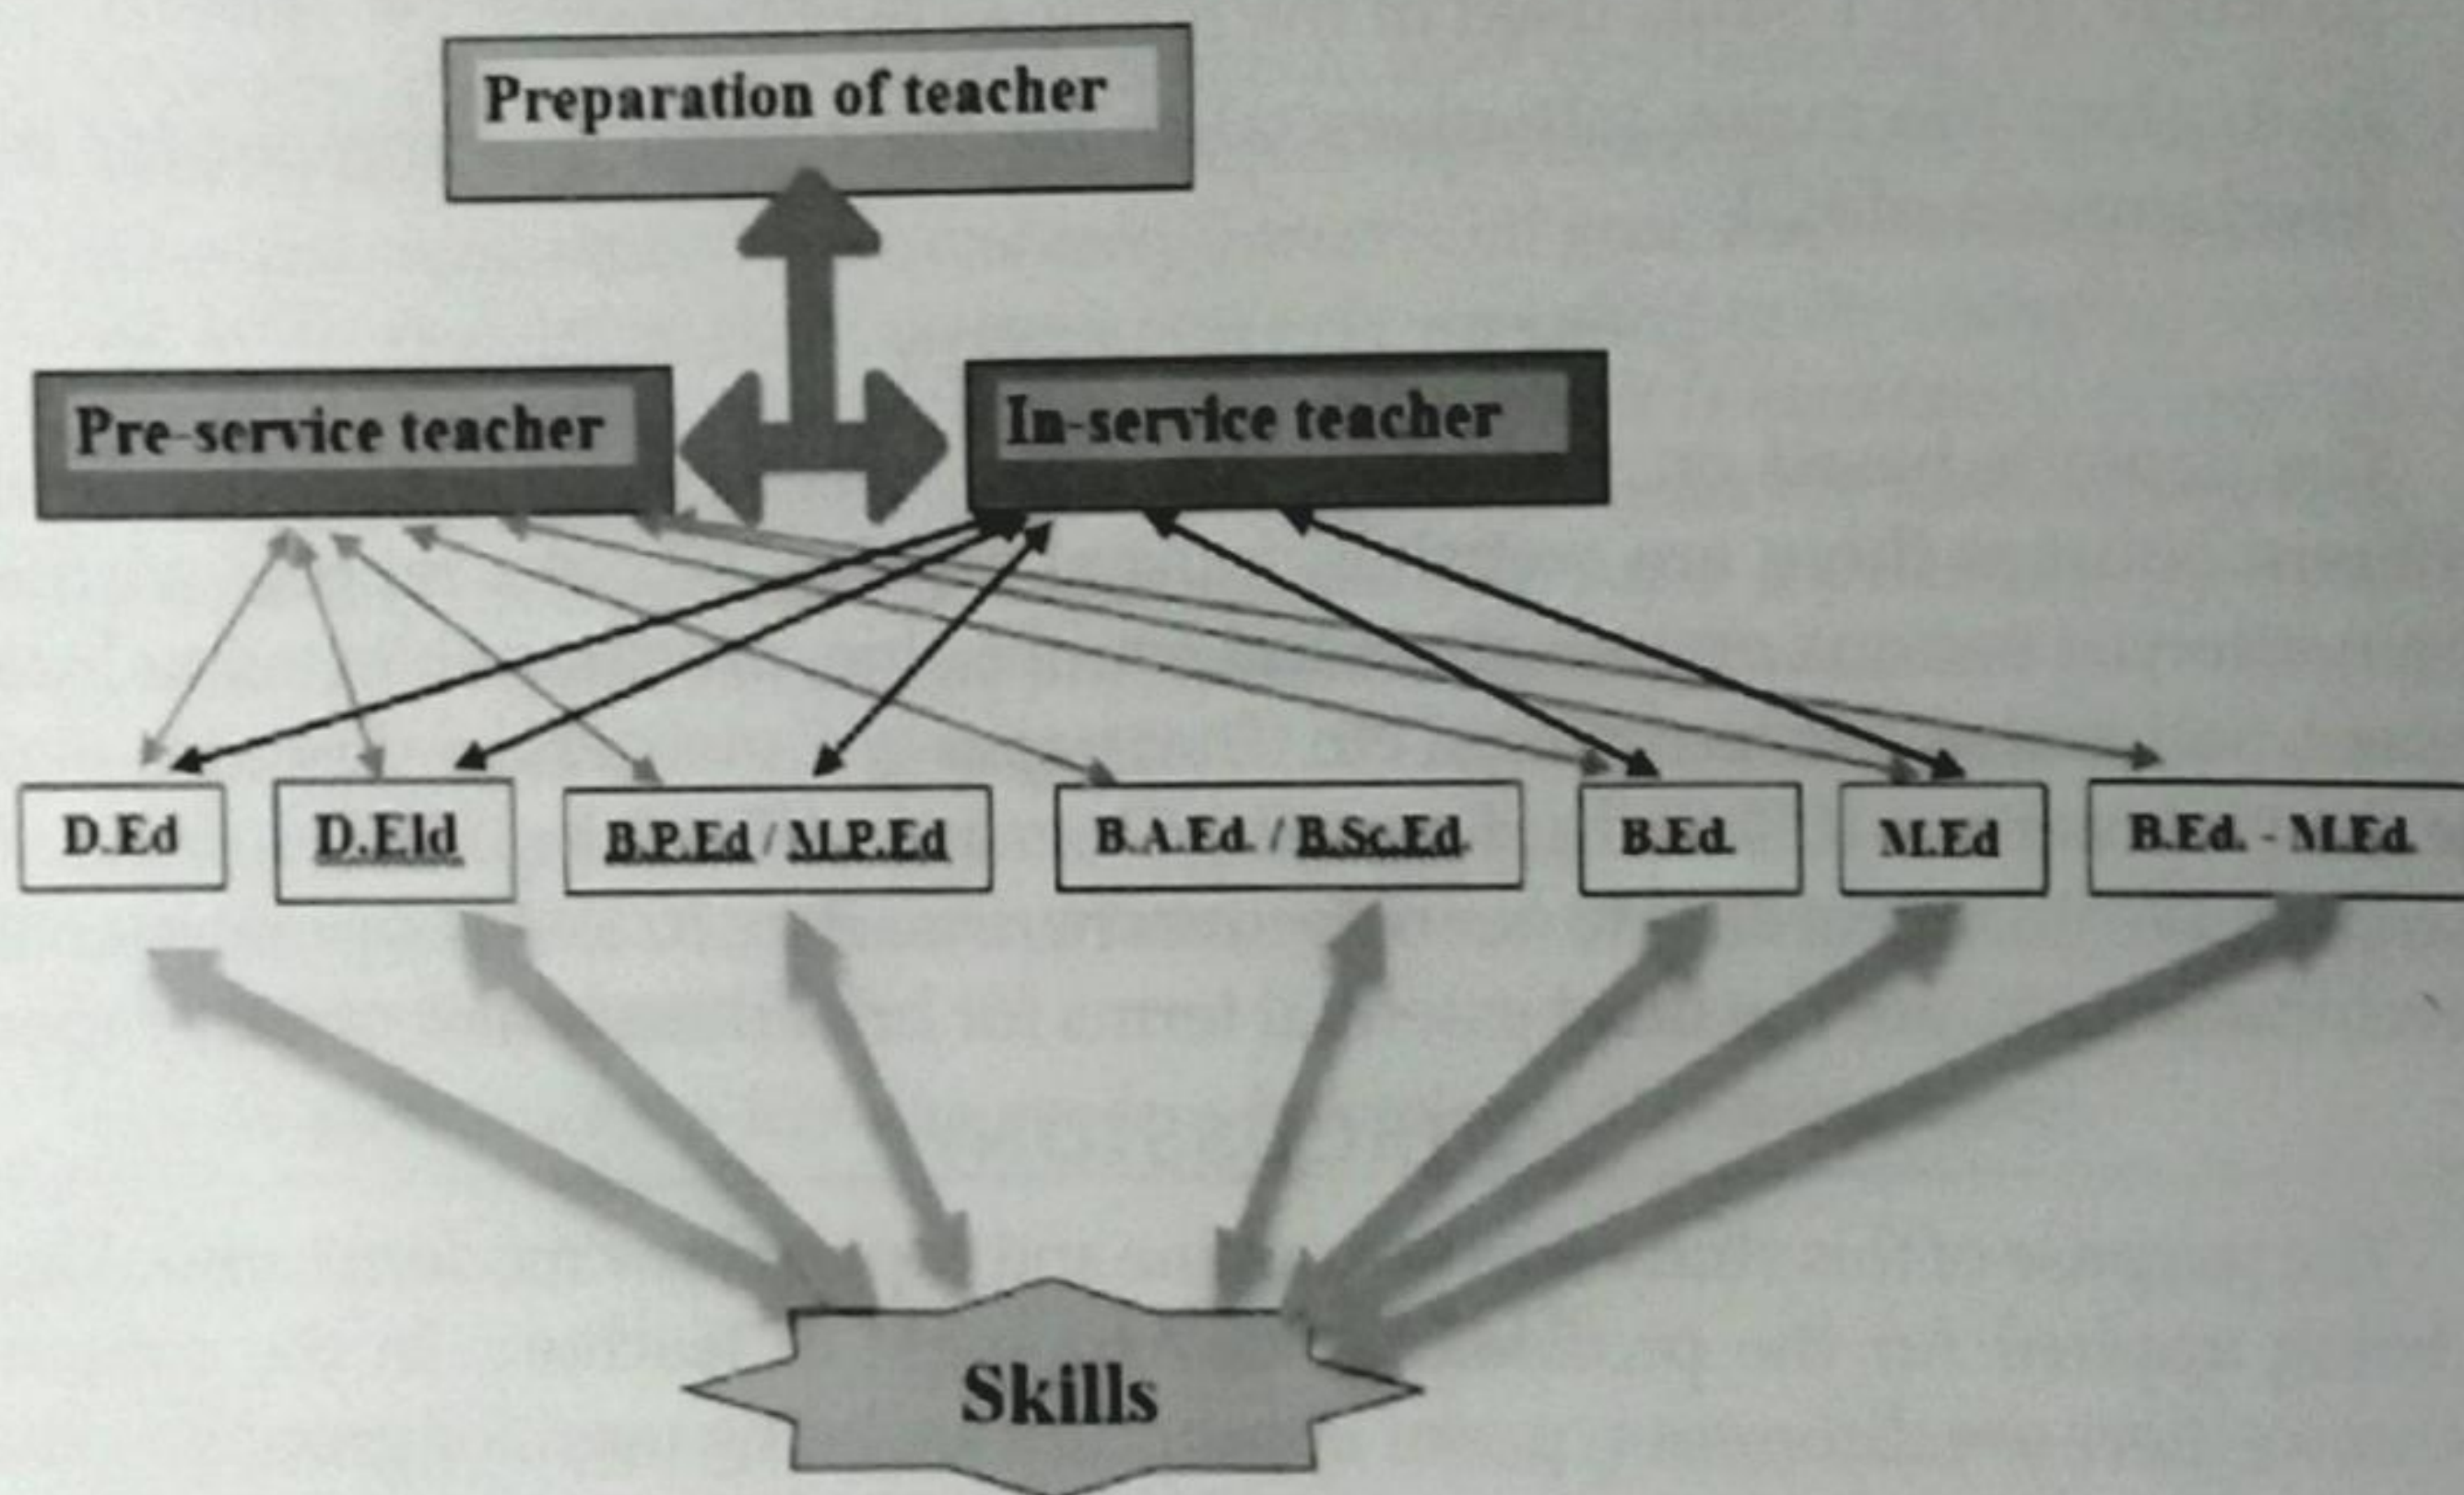 Preparation of teacher
Pre-service teacher
In-service teacher
D.Ed
D.Eld
B.P.Ed / M.P.Ed
B.A.Ed. / B.Sc.Ed.
B.Ed.
M.Ed
B.Ed. - M.Ed.
Skills